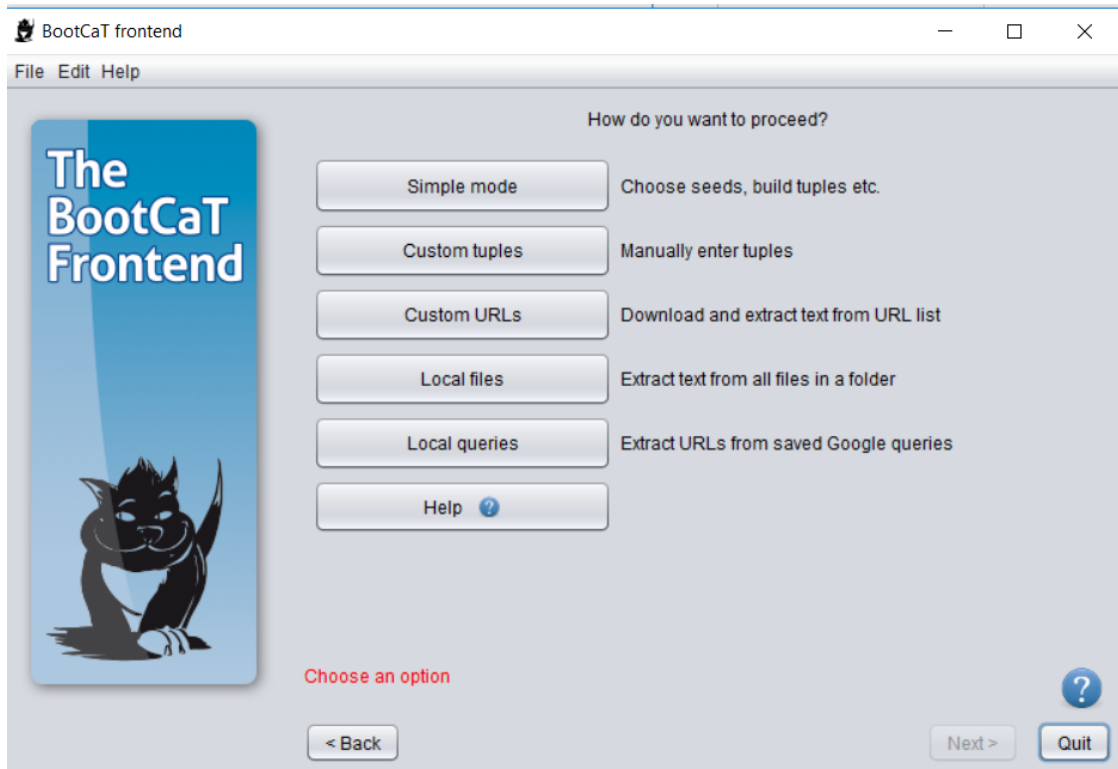 BootCaT frontend
File Edit Help
The
BootCaT
Frontend
How do you want to proceed?
Simple mode Choose seeds, build tuples etc.
Custom tuples Manually enter tuples
Custom URLs Download and extract text from URL list
Local files Extract text from all files in a folder
Local queries Extract URLs from saved Google queries
Help ?
Choose an option
?
< Back Next > Quit